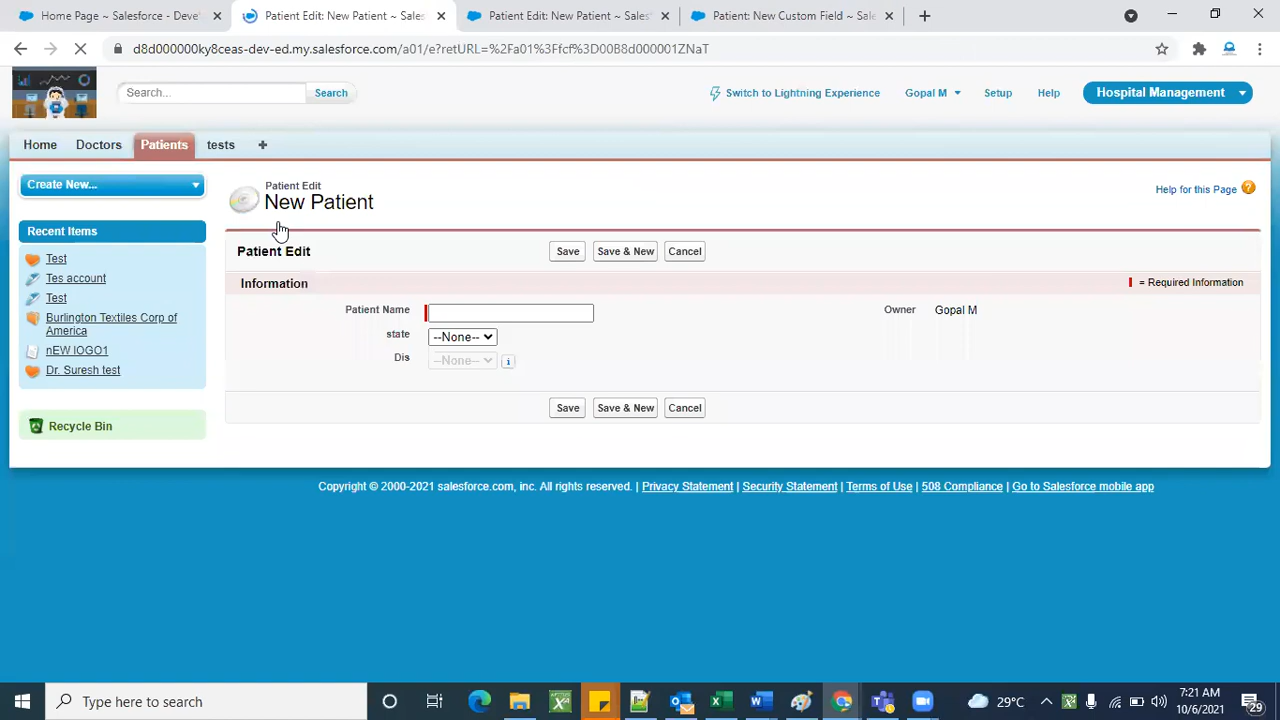 Home Page ~ Salesforce - Deve
Patient Edit: New Patient ~ Sales
Patient Edit: New Patient ~ Sales
Patient: New Custom Field ~ Sale
d8d000000ky8ceas-dev-ed.my.salesforce.com/a01/e?retURL=%2Fa01%3Ffcf%3D00B8d000001ZNaT
Search...
Search
Switch to Lightning Experience
Gopal M
Setup
Help
Hospital Management
Home
Doctors
Patients
tests
Create New...
Patient Edit
New Patient
Help for this Page
Recent Items
Test
Tes account
Test
Burlington Textiles Corp of
America
nEW lOGO1
Dr. Suresh test
Recycle Bin
Patient Edit
Save
Save & New
Cancel
Information
= Required Information
Patient Name
Owner
Gopal M
state
--None--
Dis
--None--
Save
Save & New
Cancel
Copyright © 2000-2021 salesforce.com, inc. All rights reserved. | Privacy Statement | Security Statement | Terms of Use | 508 Compliance | Go to Salesforce mobile app
Type here to search
29°C
7:21 AM
10/6/2021
29